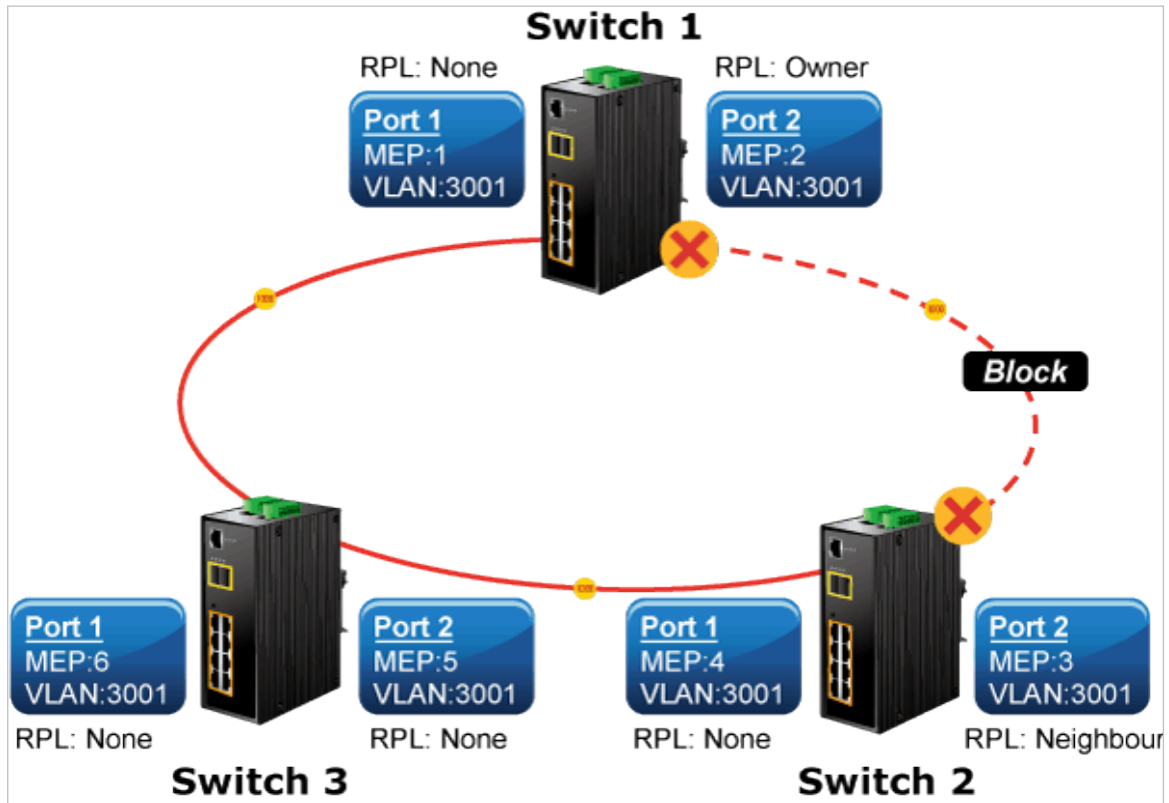 Switch 1
RPL: None
RPL: Owner
Port 1
MEP:1
VLAN:3001
Port 2
MEP:2
VLAN:3001
Block
Port 1
MEP:6
VLAN:3001
RPL: None
Port 2
MEP:5
VLAN:3001
RPL: None
Switch 3
Port 1
MEP:4
VLAN:3001
RPL: None
Port 2
MEP:3
VLAN:3001
RPL: Neighbour
Switch 2